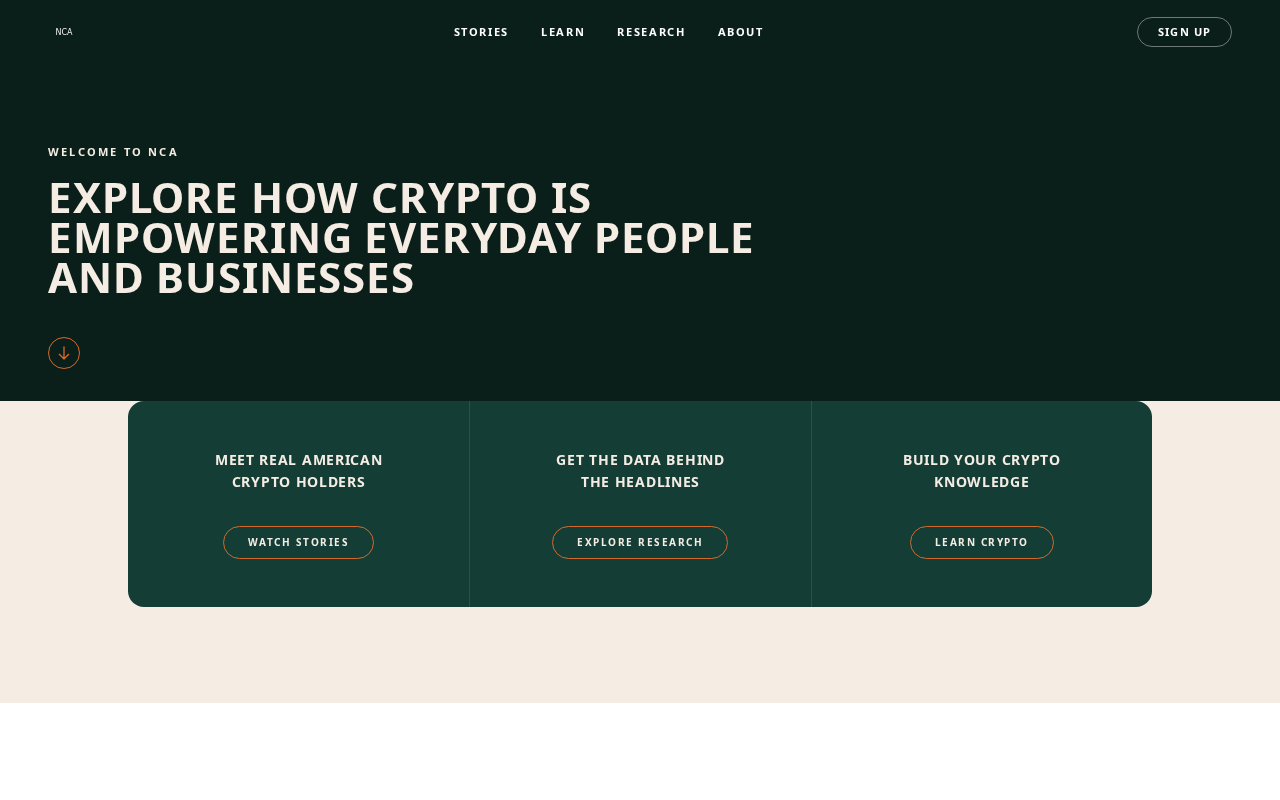 NCA
STORIES LEARN RESEARCH ABOUT
SIGN UP
WELCOME TO NCA
EXPLORE HOW CRYPTO IS
EMPOWERING EVERYDAY PEOPLE
AND BUSINESSES
MEET REAL AMERICAN
CRYPTO HOLDERS
WATCH STORIES
GET THE DATA BEHIND
THE HEADLINES
EXPLORE RESEARCH
BUILD YOUR CRYPTO
KNOWLEDGE
LEARN CRYPTO